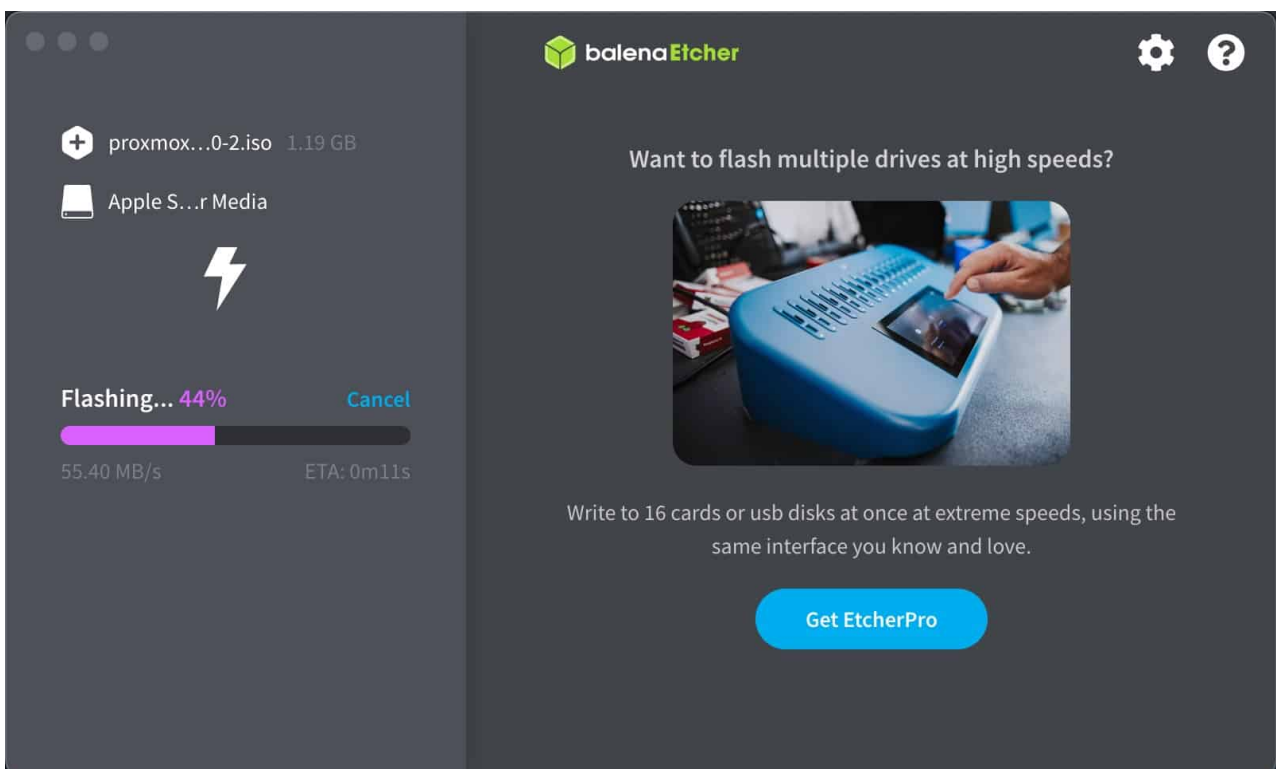 balenaEtcher
proxmox...0-2.iso 1.19 GB
Apple S...r Media
Flashing... 44% Cancel
55.40 MB/s ETA: 0m11s
Want to flash multiple drives at high speeds?
Write to 16 cards or usb disks at once at extreme speeds, using the
same interface you know and love.
Get EtcherPro